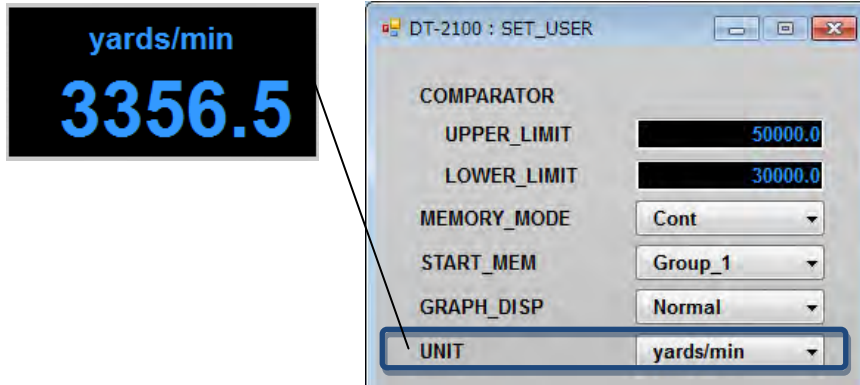 yards/min
3356.5
DT-2100 : SET_USER
COMPARATOR
UPPER_LIMIT 50000.0
LOWER_LIMIT 30000.0
MEMORY_MODE Cont
START_MEM Group_1
GRAPH_DISP Normal
UNIT yards/min